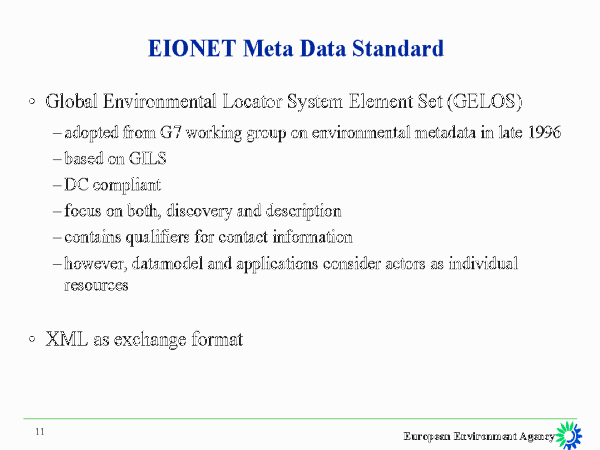 EIONET Meta Data Standard
Global Environmental Locator System Element Set (GELOS)
– adopted from G7 working group on environmental metadata in late 1996
– based on GILS
– DC compliant
– focus on both, discovery and description
– contains qualifiers for contact information
– however, datamodel and applications consider actors as individual
resources
XML as exchange format
11
European Environment Agency